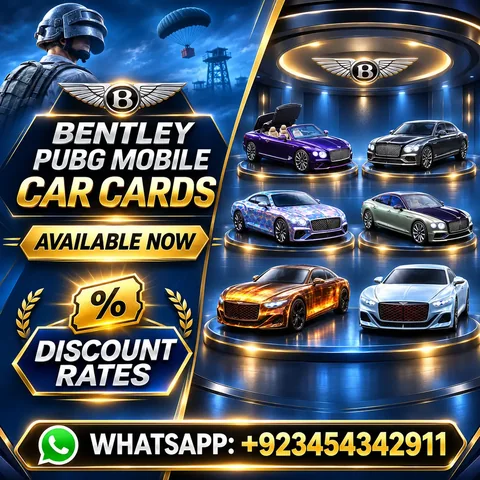 B
BENTLEY
PUBG MOBILE
CAR CARDS
AVAILABLE NOW
%
DISCOUNT
RATES
B
WHATSAPP: +923454342911